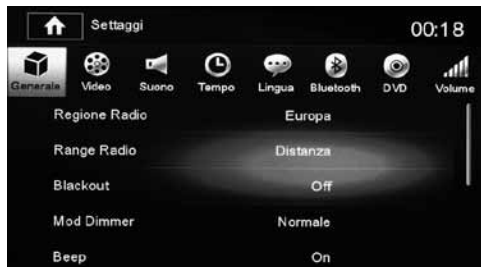 Settaggi 00:18
Generale Video Suono Tempo Lingua Bluetooth DVD Volume
Regione Radio Europa
Range Radio Distanza
Blackout Off
Mod Dimmer Normale
Beep On